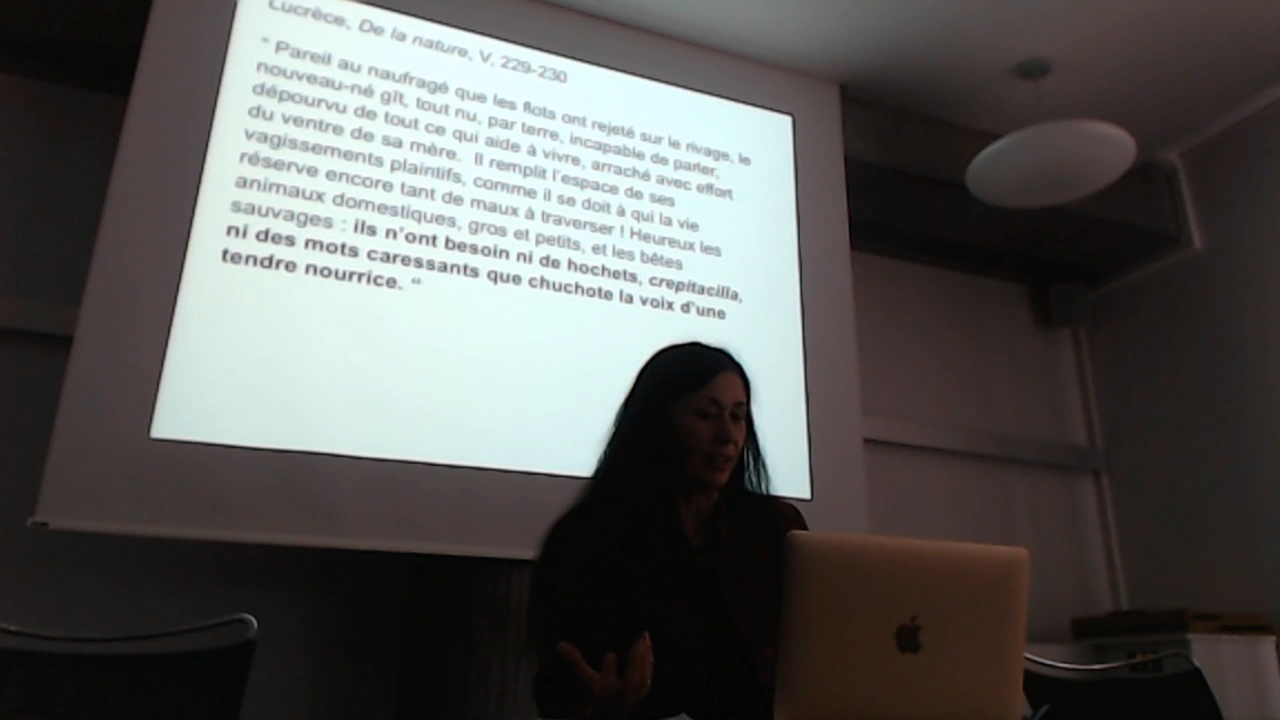 Lucrèce, De la nature, V, 229-230
" Pareil au naufragé que les flots ont rejeté sur le rivage, le
nouveau-né gît, tout nu, par terre, incapable de parler,
dépourvu de tout ce qui aide à vivre, arraché avec effort
du ventre de sa mère. Il remplit l'espace de ses
vagissements plaintifs, comme il se doit à qui la vie
réserve encore tant de maux à traverser ! Heureux les
animaux domestiques, gros et petits, et les bêtes
sauvages : ils n'ont besoin ni de hochets, crepitacilla,
ni des mots caressants que chuchote la voix d'une
tendre nourrice. "